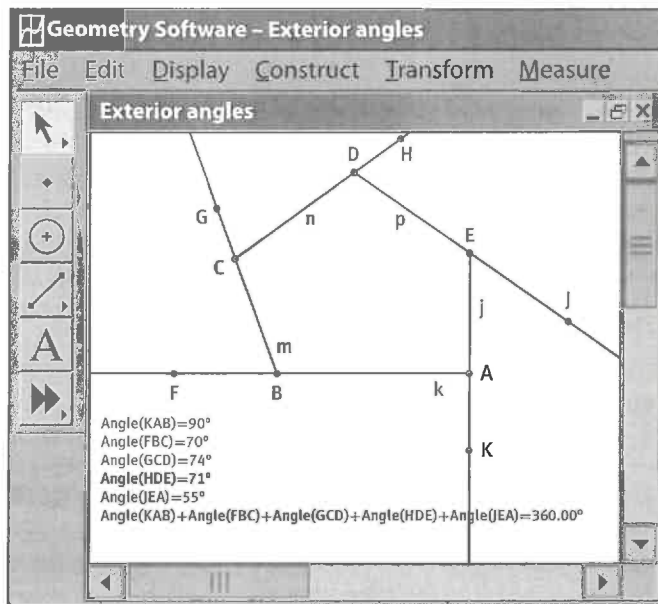 Geometry Software – Exterior angles
File Edit Display Construct Transform Measure
Exterior angles
A
D
H
G
n
p
E
C
j
J
m
F
B
k
A
K
Angle(KAB)=90°
Angle(FBC)=70°
Angle(GCD)=74°
Angle(HDE)=71°
Angle(JEA)=55°
Angle(KAB)+Angle(FBC)+Angle(GCD)+Angle(HDE)+Angle(JEA)=360.00°